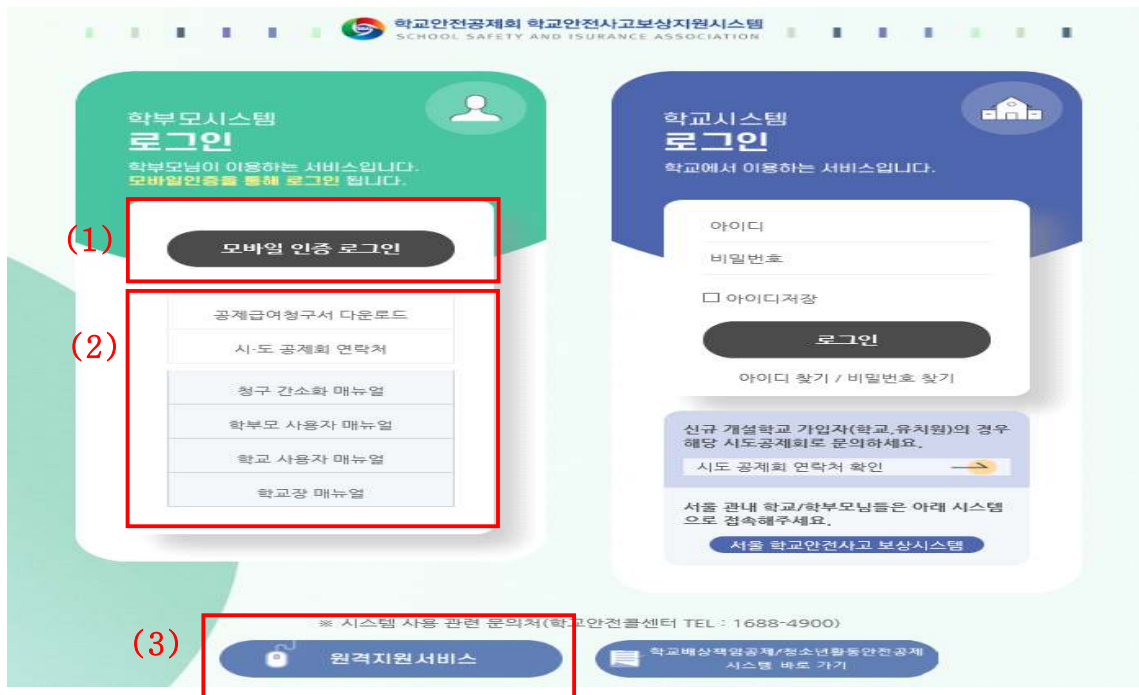 학교안전공제회 학교안전사고보상지원시스템
SCHOOL SAFETY AND ISURANCE ASSOCIATION
학부모시스템
로그인
학부모님이 이용하는 서비스입니다.
모바일인증을 통해 로그인 됩니다.
(1)
모바일 인증 로그인
(2)
공제급여청구서 다운로드
시·도 공제회 연락처
청구 간소화 매뉴얼
학부모 사용자 매뉴얼
학교 사용자 매뉴얼
학교장 매뉴얼
학교시스템
로그인
학교에서 이용하는 서비스입니다.
아이디
비밀번호
아이디저장
로그인
아이디 찾기 / 비밀번호 찾기
신규 개설학교 가입자(학교,유치원)의 경우
해당 시도공제회로 문의하세요.
시도 공제회 연락처 확인
서울 관내 학교/학부모님들은 아래 시스템
으로 접속해주세요.
서울 학교안전사고 보상시스템
※ 시스템 사용 관련 문의처(학교안전콜센터 TEL : 1688-4900)
(3)
원격지원서비스
학교배상책임공제/청소년활동안전공제
시스템 바로 가기